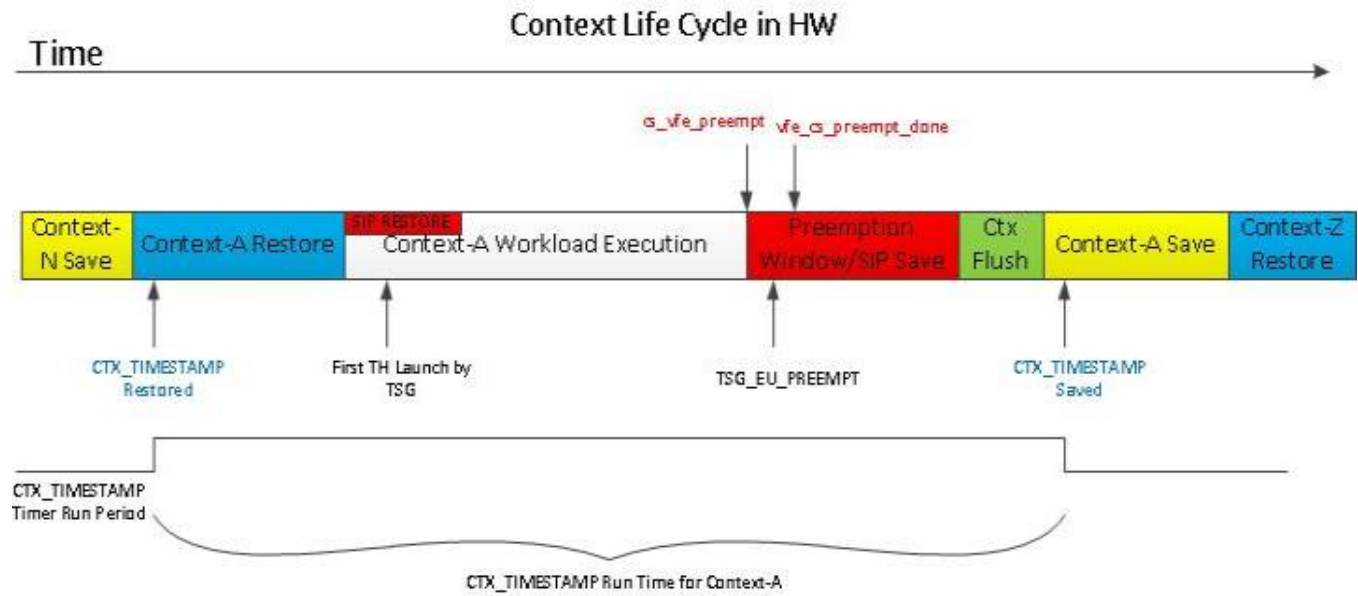 Context Life Cycle in HW
Time
cs_vfe_preempt
vfe_cs_preempt_done
Context-
N Save
Context-A Restore
SIP RESTORE
Context-A Workload Execution
Preemption
Window/SIP Save
Ctx
Flush
Context-A Save
Context-Z
Restore
CTX_TIMESTAMP
Restored
First TH Launch by
TSG
TSG_EU_PREEMPT
CTX_TIMESTAMP
Saved
CTX_TIMESTAMP
Timer Run Period
CTX_TIMESTAMP Run Time for Context-A